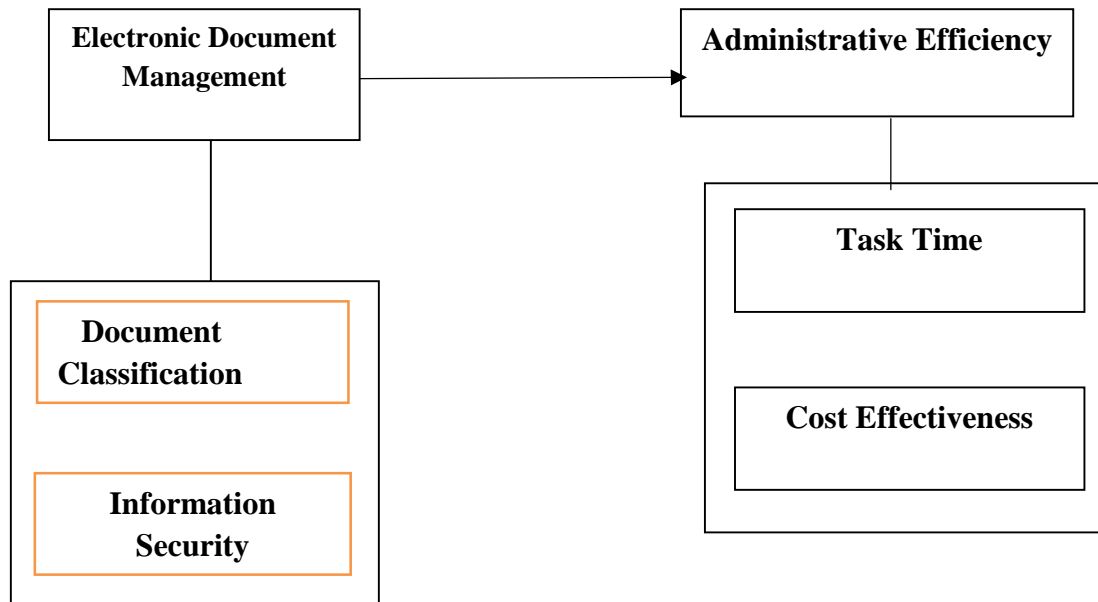 Electronic Document
Management
Administrative Efficiency
Document
Classification
Information
Security
Task Time
Cost Effectiveness